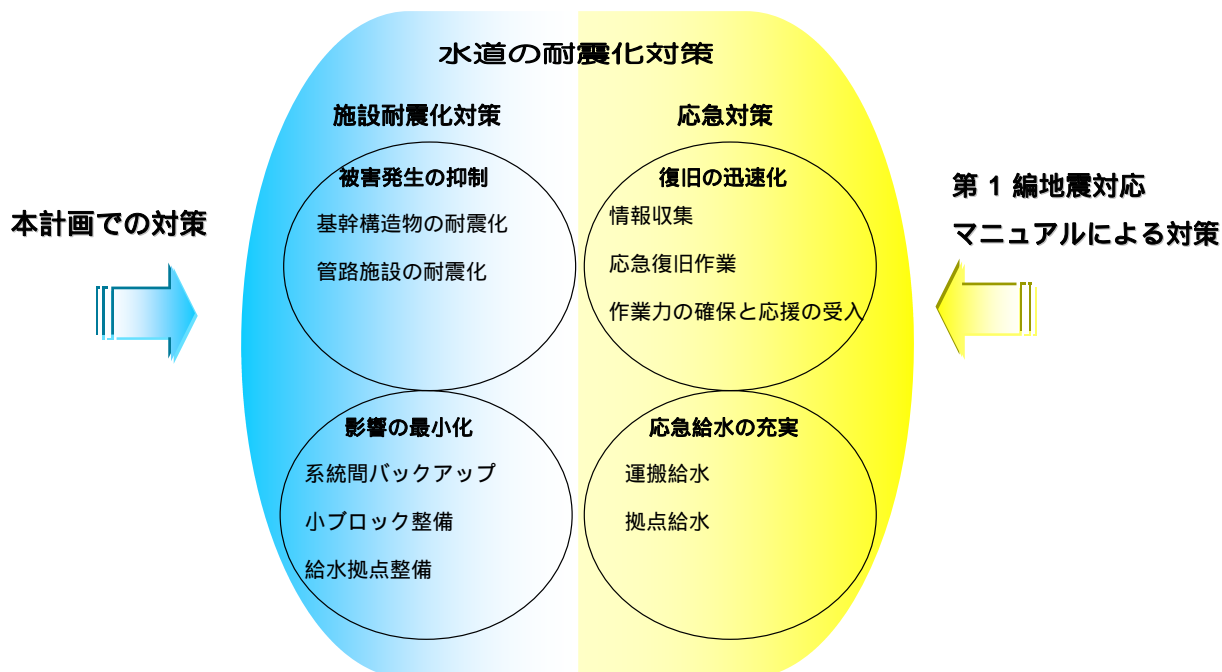 水道の耐震化対策
本計画での対策
施設耐震化対策
被害発生の抑制
基幹構造物の耐震化
管路施設の耐震化
影響の最小化
系統間バックアップ
小ブロック整備
給水拠点整備
応急対策
復旧の迅速化
情報収集
応急復旧作業
作業力の確保と応援の受入
応急給水の充実
運搬給水
拠点給水
第 1 編地震対応
マニュアルによる対策